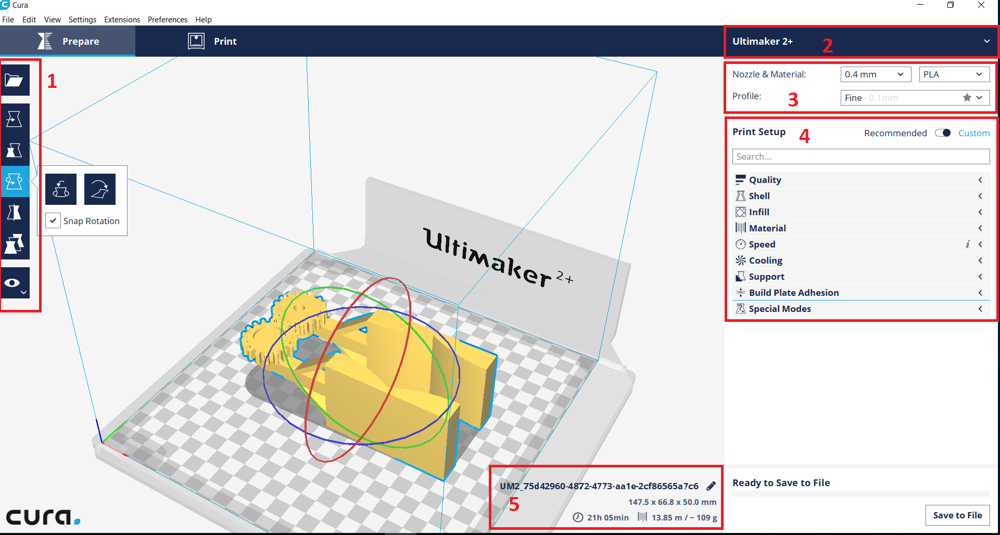 Cura
File Edit View Settings Extensions Preferences Help
Prepare
Print
Ultimaker 2+
2
1
Nozzle & Material:
0.4 mm
PLA
Profile:
3
Fine - 0.1mm
Print Setup
4
Recommended
Custom
Search...
Quality
Shell
Infill
Material
Speed
i
Cooling
Support
Build Plate Adhesion
Special Modes
Snap Rotation
Ultimaker 2+
UM2_75d42960-4872-4773-aa1e-2cf86565a7c6
5
147.5 x 66.8 x 50.0 mm
21h 05min
13.85 m / ~ 109 g
Ready to Save to File
Save to File
cura.